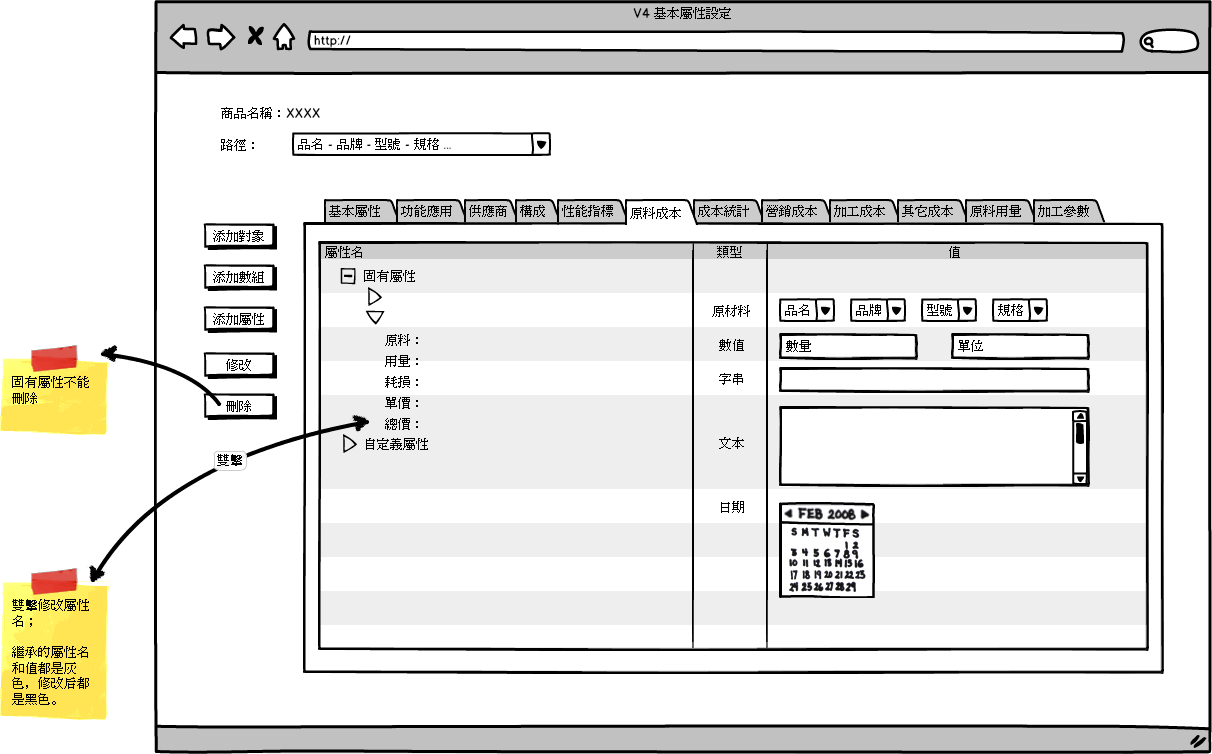 V4 基本屬性設定
http://
商品名稱：XXXX
路徑：
品名 - 品牌 - 型號 - 規格 ...
基本屬性 功能應用 供應商 構成 性能指標 原料成本 成本統計 營銷成本 加工成本 其它成本 原料用量 加工參數
添加對象
添加數組
添加屬性
修改
刪除
屬性名 類型 值
固有屬性
原材料 品名 品牌 型號 規格
原料：
數值 數量 單位
用量：
耗損：
字串
單價：
總價：
自定義屬性
文本
日期
FEB 2008
S M T W T F S
1 2
3 4 5 6 7 8 9
10 11 12 13 14 15 16
17 18 19 20 21 22 23
24 25 26 27 28 29
固有屬性不能
刪除
雙擊
雙擊修改屬性
名；
繼承的屬性名
和值都是灰
色，修改后都
是黑色。